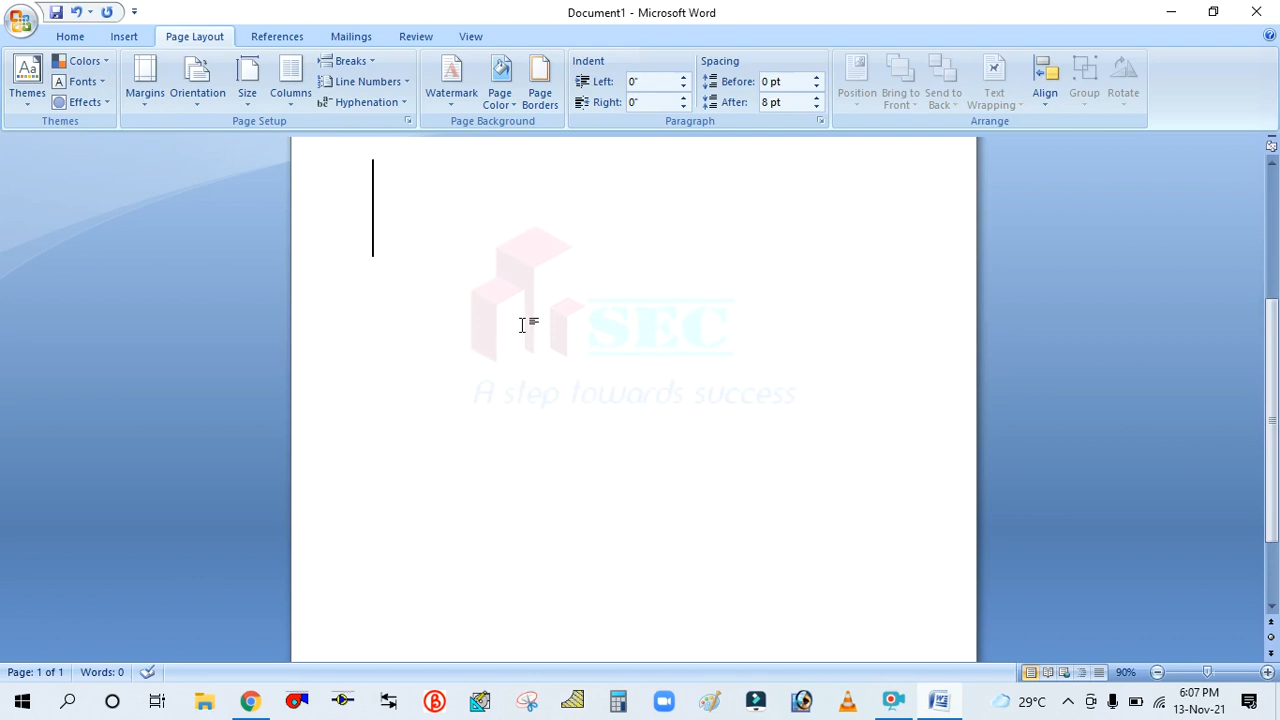 Document1 - Microsoft Word
Home Insert Page Layout References Mailings Review View
Aa Themes
Colors
Fonts
Effects
Themes
Margins Orientation Size Columns
Breaks
Line Numbers
Hyphenation
Page Setup
Watermark Page Color Page Borders
Page Background
Indent
Left: 0"
Right: 0"
Spacing
Before: 0 pt
After: 8 pt
Paragraph
Position Bring to Front Send to Back Text Wrapping Align Group Rotate
Arrange
SEC
A step towards success
Page: 1 of 1 Words: 0 90%
29°C
6:07 PM
13-Nov-21